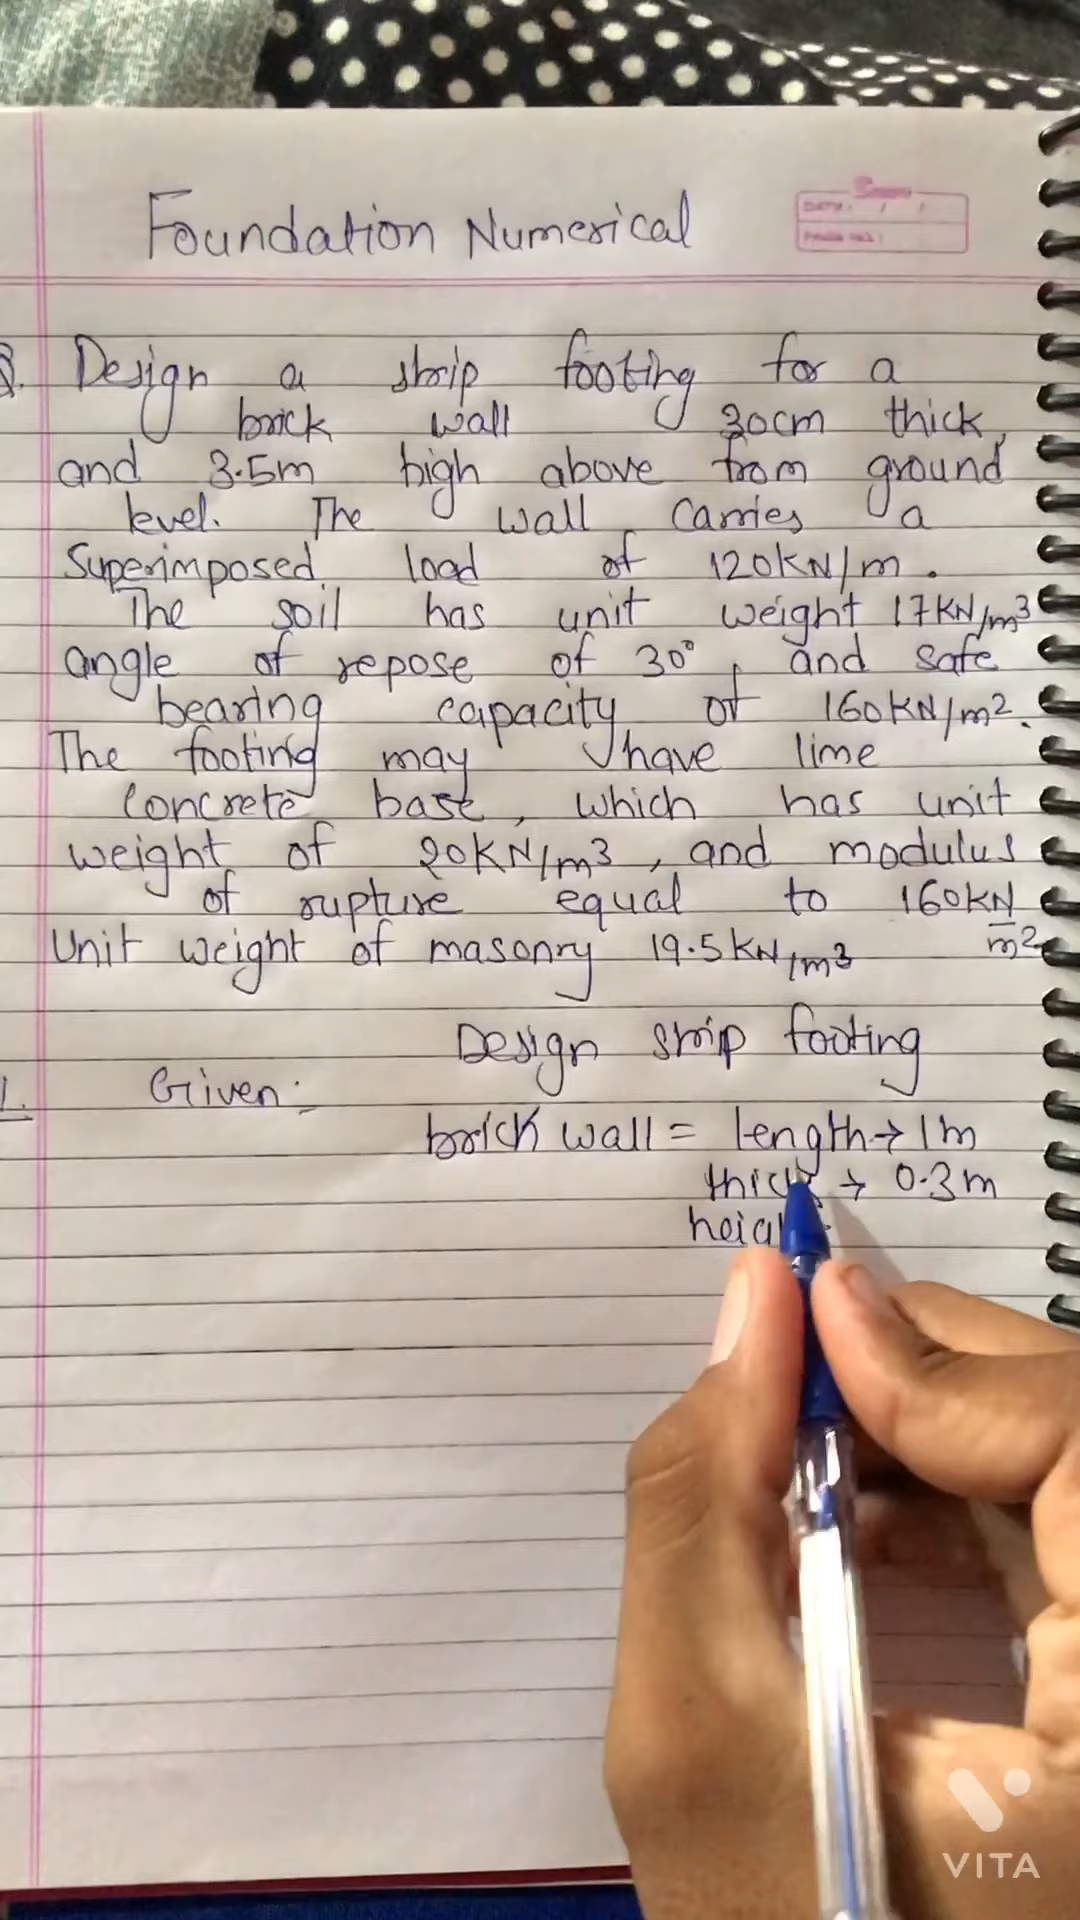 Foundation Numerical
DATE: / /
PAGE NO.:
Q. Design a strip footing for a
brick wall 30cm thick,
and 3.5m high above from ground
level. The wall carries a
Superimposed load of 120KN/m.
The soil has unit weight 17KN/m3
angle of repose of 30°, and safe
bearing capacity of 160KN/m2.
The footing may have lime
concrete base, which has unit
weight of 20KN/m3, and modulus
of rupture equal to 160KN
m2
Unit weight of masonry 19.5KN/m3
Design strip footing
Given:
brick wall = length→1m
thick → 0.3m
VITA